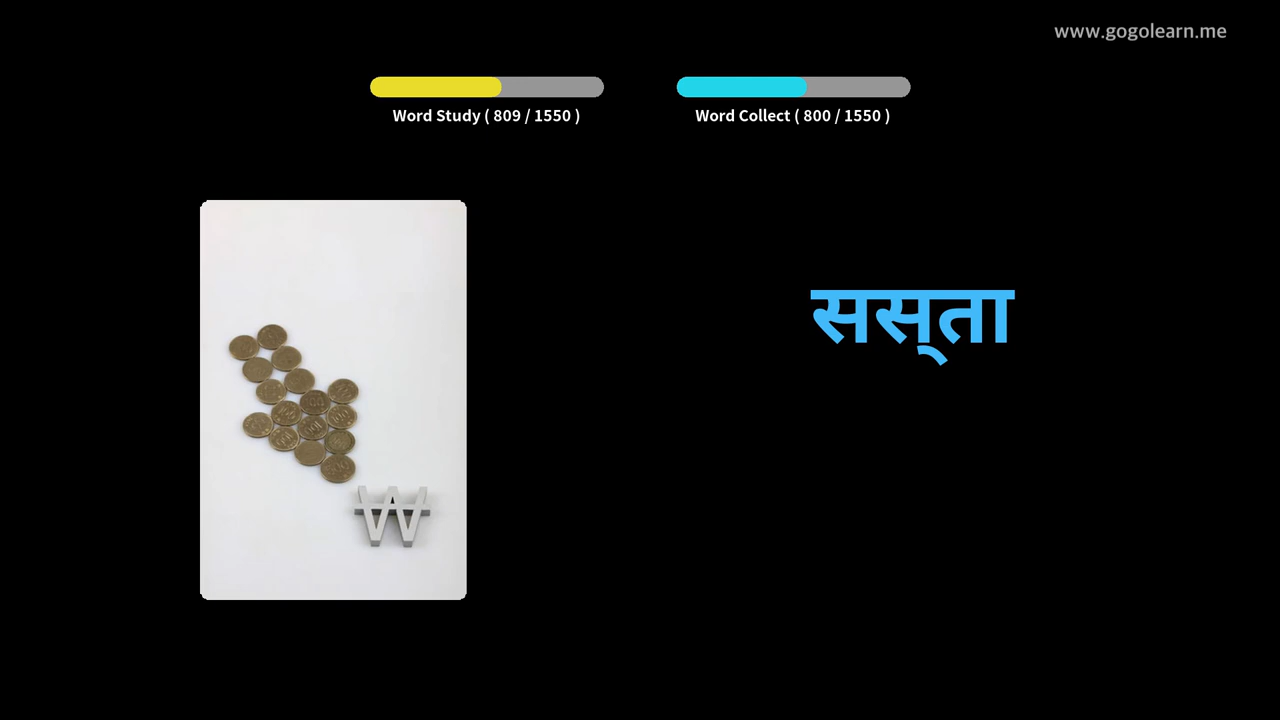 www.gogolearn.me
Word Study ( 809 / 1550 )
Word Collect ( 800 / 1550 )
सस्‌ता
₩